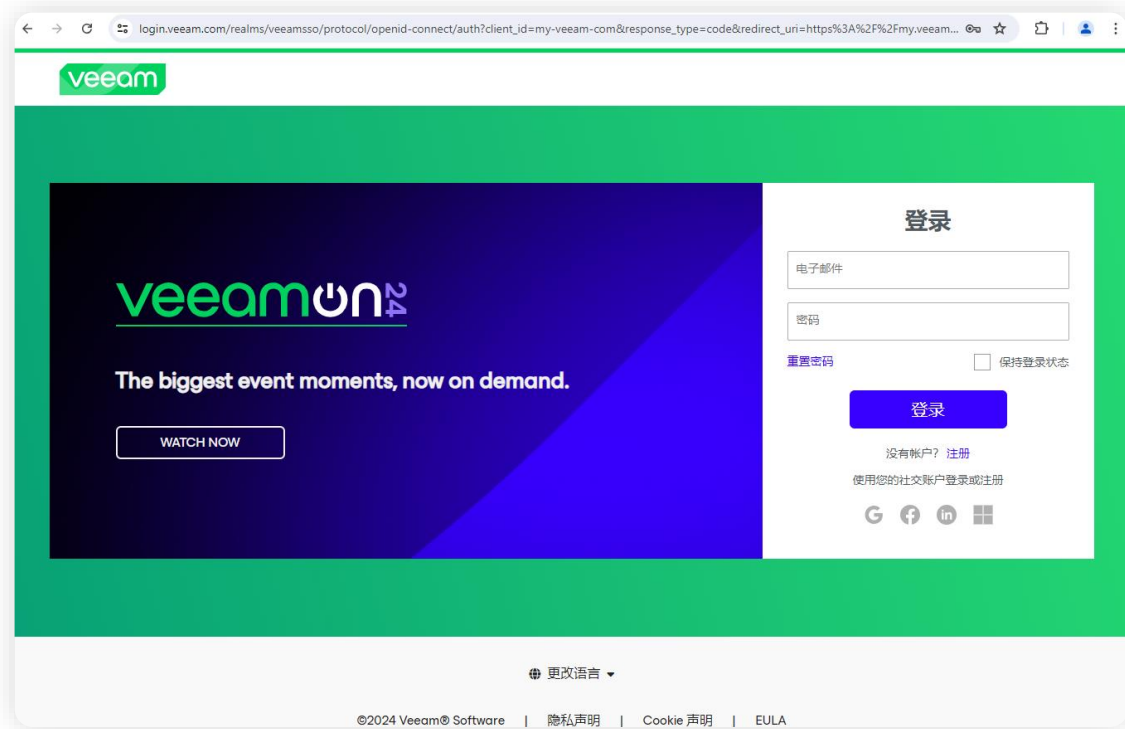 login.veeam.com/realms/veeamsso/protocol/openid-connect/auth?client_id=my-veeam-com&response_type=code&redirect_uri=https%3A%2F%2Fmy.veeam...
veeam
登录
电子邮件
veeamON24
密码
The biggest event moments, now on demand.
重置密码 保持登录状态
登录
WATCH NOW
没有帐户？ 注册
使用您的社交账户登录或注册
更改语言
©2024 Veeam® Software | 隐私声明 | Cookie 声明 | EULA